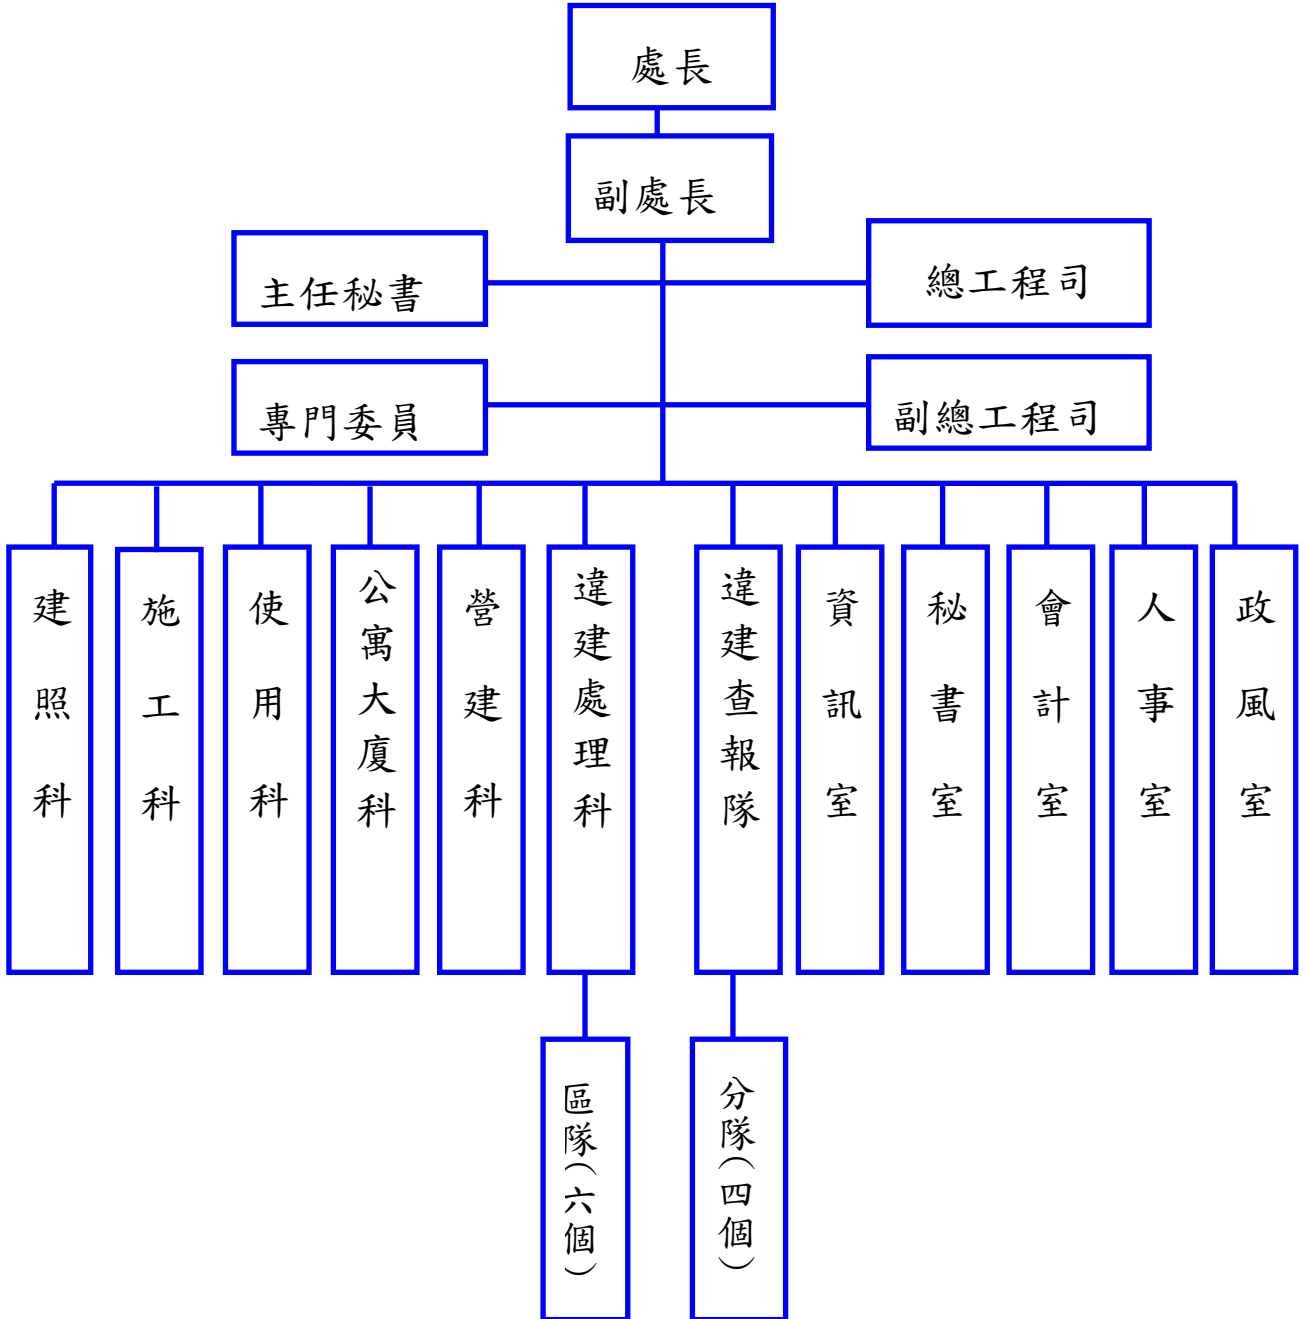 處長
副處長
主任秘書
總工程司
專門委員
副總工程司
建照科
施工科
使用科
公寓大廈科
營建科
違建處理科
違建查報隊
資訊室
秘書室
會計室
人事室
政風室
區隊(六個)
分隊(四個)